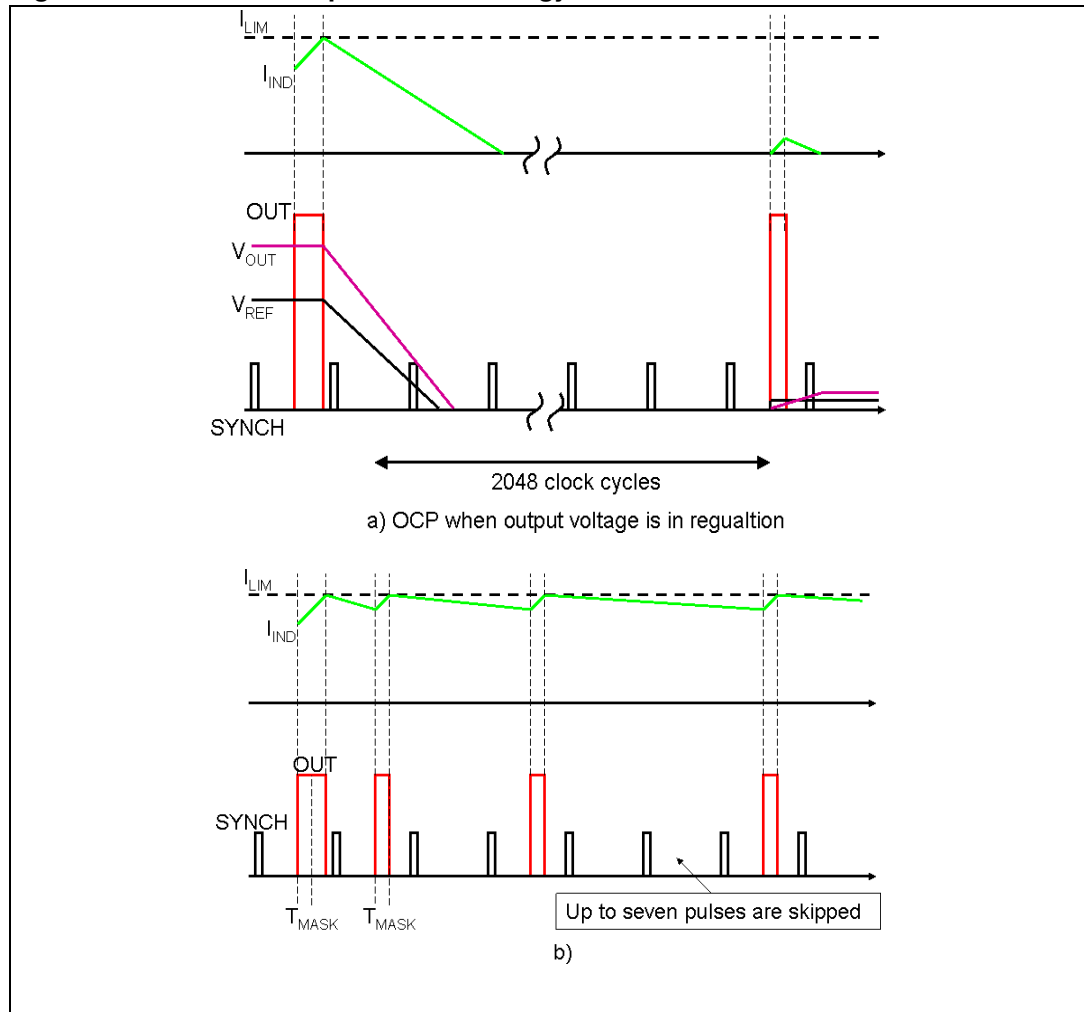 I_LIM
I_IND
OUT
V_OUT
V_REF
SYNCH
2048 clock cycles
a) OCP when output voltage is in regualtion
I_LIM
I_IND
OUT
SYNCH
T_MASK T_MASK
Up to seven pulses are skipped
b)